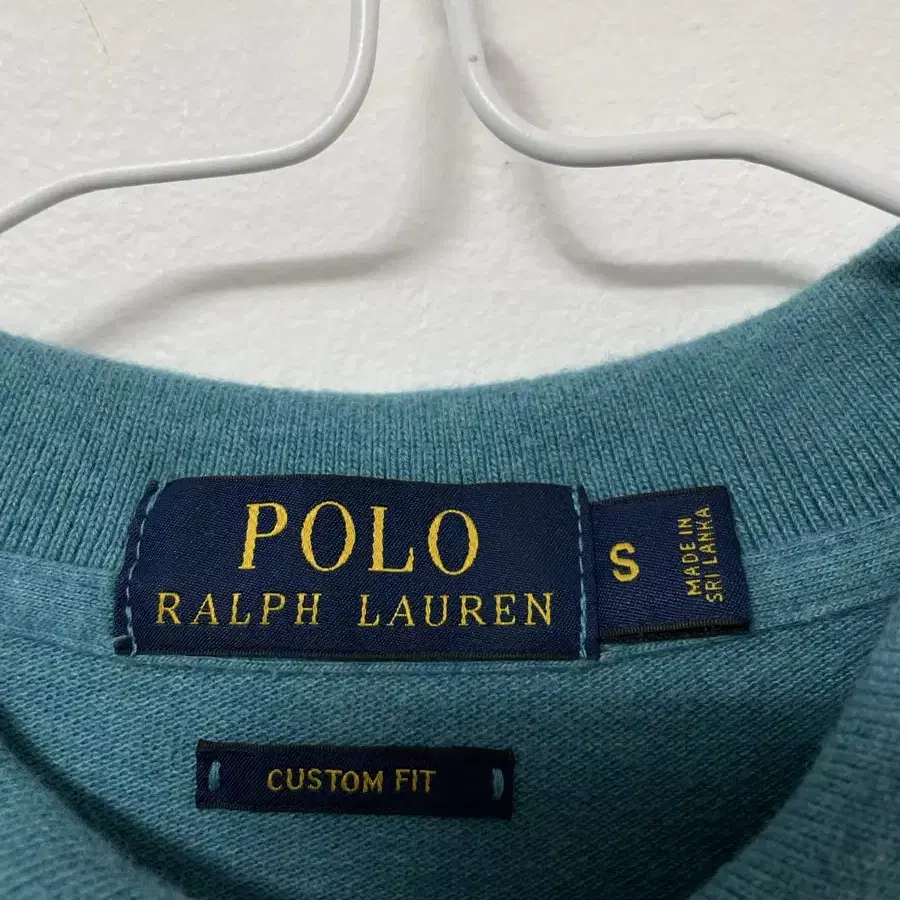 POLO
RALPH LAUREN
S
MADE IN
SRI LANKA
CUSTOM FIT